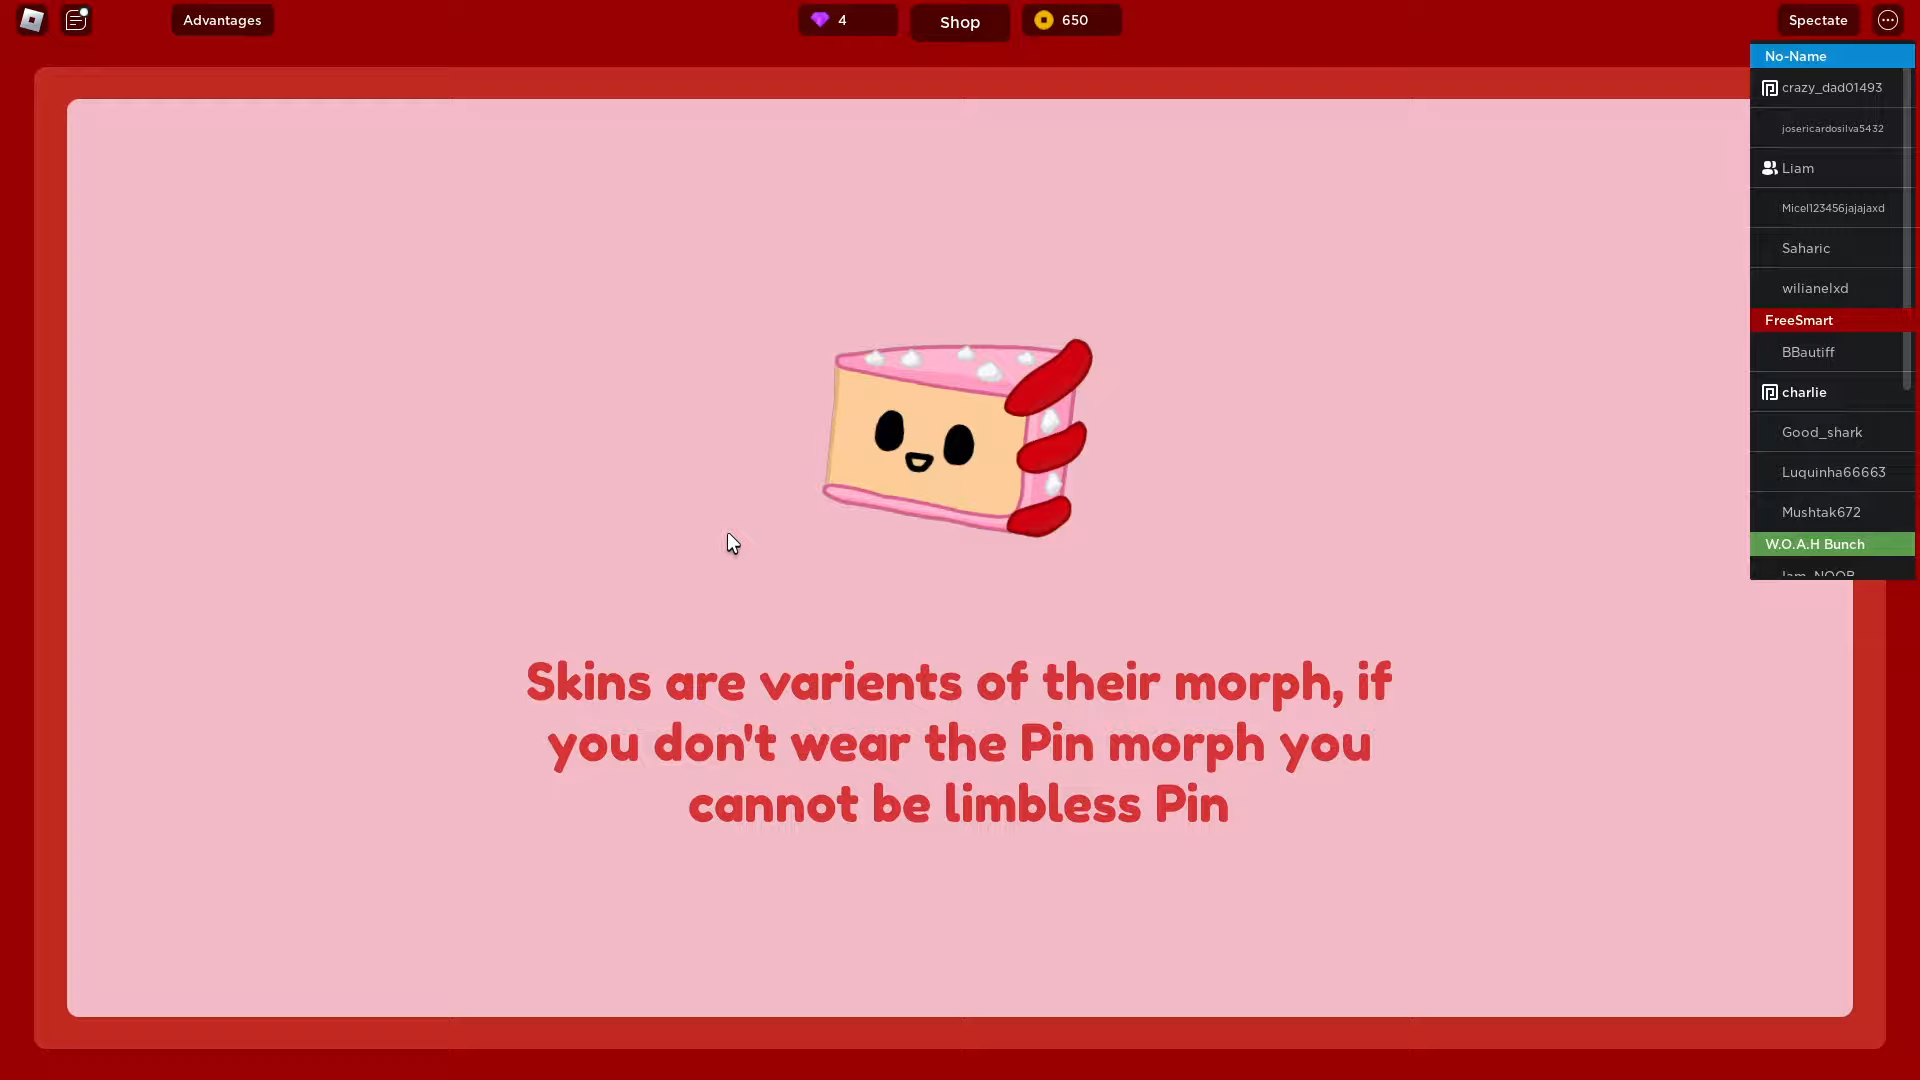 Advantages
4
Shop
650
Spectate
No-Name
crazy_dad01493
josericardosilva5432
Liam
Micel123456jajajaxd
Saharic
wilianelxd
FreeSmart
BBautiff
charlie
Good_shark
Luquinha66663
Mushtak672
W.O.A.H Bunch
Skins are varients of their morph, if
you don't wear the Pin morph you
cannot be limbless Pin